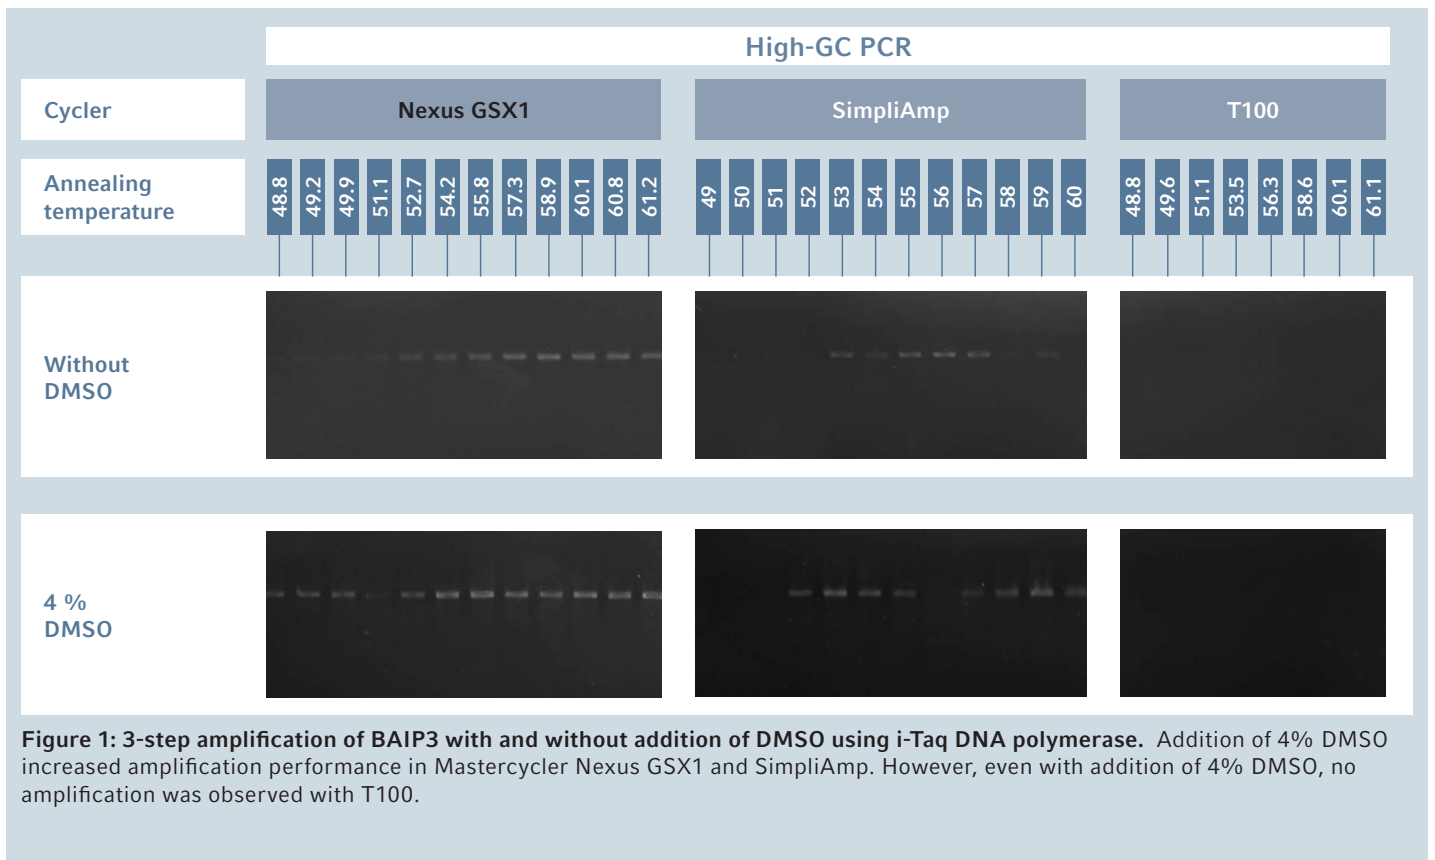 High-GC PCR
Cycler
Nexus GSX1
SimpliAmp
T100
Annealing
temperature
48.8 49.2 49.9 51.1 52.7 54.2 55.8 57.3 58.9 60.1 60.8 61.2
49 50 51 52 53 54 55 56 57 58 59 60
48.8 49.6 51.1 53.5 56.3 58.6 60.1 61.1
Without
DMSO
4 %
DMSO
Figure 1: 3-step amplification of BAIP3 with and without addition of DMSO using i-Taq DNA polymerase. Addition of 4% DMSO
increased amplification performance in Mastercycler Nexus GSX1 and SimpliAmp. However, even with addition of 4% DMSO, no
amplification was observed with T100.